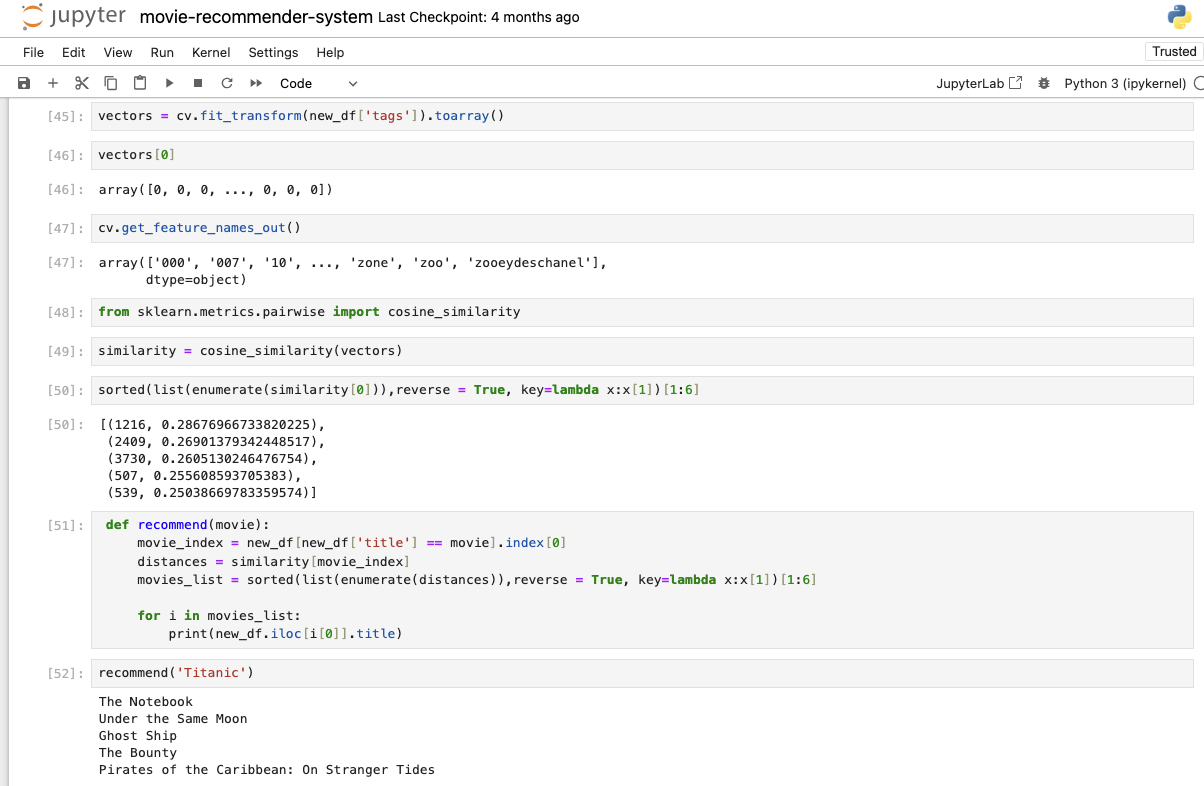 jupyter movie-recommender-system Last Checkpoint: 4 months ago
File Edit View Run Kernel Settings Help
Trusted
Code
JupyterLab
Python 3 (ipykernel)
[45]: vectors = cv.fit_transform(new_df['tags']).toarray()
[46]: vectors[0]
[46]: array([0, 0, 0, ..., 0, 0, 0])
[47]: cv.get_feature_names_out()
[47]: array(['000', '007', '10', ..., 'zone', 'zoo', 'zooeydeschanel'],
      dtype=object)
[48]: from sklearn.metrics.pairwise import cosine_similarity
[49]: similarity = cosine_similarity(vectors)
[50]: sorted(list(enumerate(similarity[0])),reverse = True, key=lambda x:x[1])[1:6]
[50]: [(1216, 0.28676966733820225),
 (2409, 0.26901379342448517),
 (3730, 0.2605130246476754),
 (507, 0.255608593705383),
 (539, 0.25038669783359574)]
[51]: def recommend(movie):
    movie_index = new_df[new_df['title'] == movie].index[0]
    distances = similarity[movie_index]
    movies_list = sorted(list(enumerate(distances)),reverse = True, key=lambda x:x[1])[1:6]
    for i in movies_list:
        print(new_df.iloc[i[0]].title)
[52]: recommend('Titanic')
The Notebook
Under the Same Moon
Ghost Ship
The Bounty
Pirates of the Caribbean: On Stranger Tides